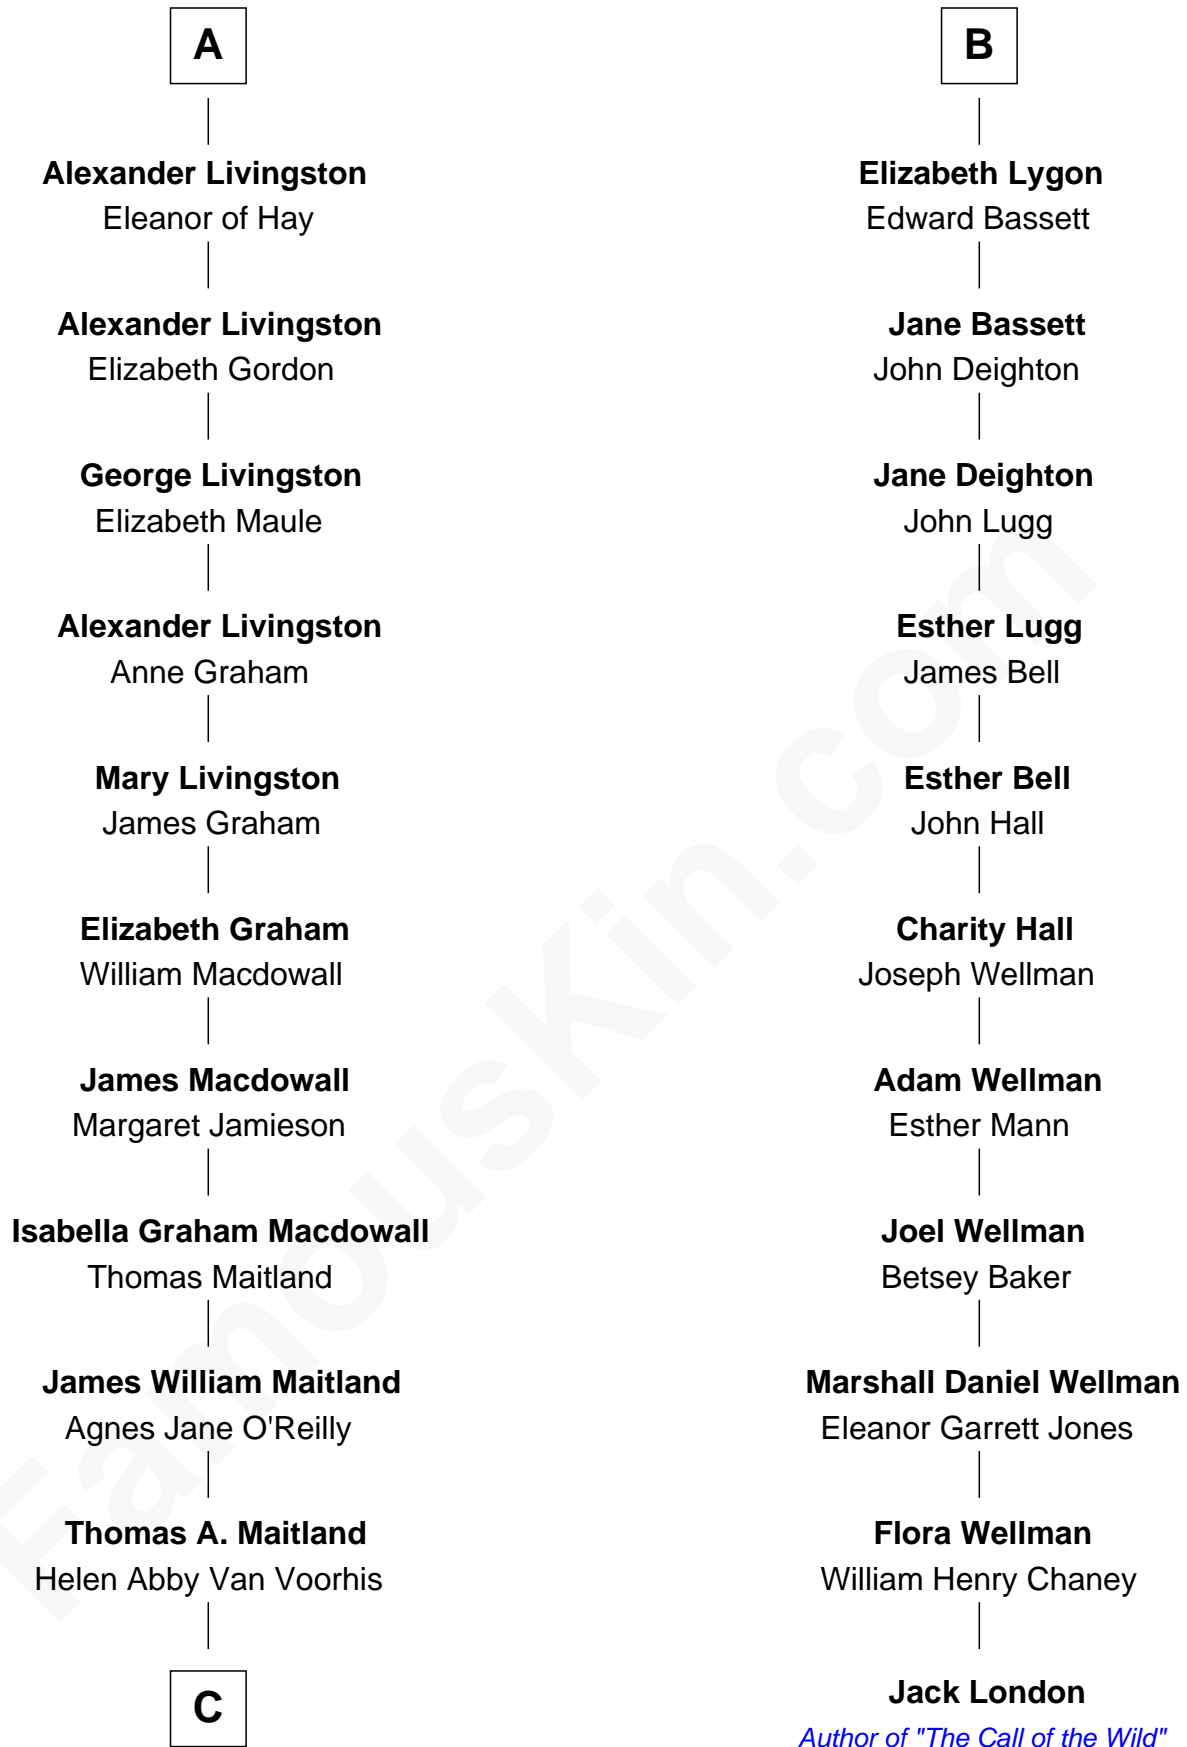 A
Alexander Livingston
Eleanor of Hay
Alexander Livingston
Elizabeth Gordon
George Livingston
Elizabeth Maule
Alexander Livingston
Anne Graham
Mary Livingston
James Graham
Elizabeth Graham
William Macdowall
James Macdowall
Margaret Jamieson
Isabella Graham Macdowall
Thomas Maitland
James William Maitland
Agnes Jane O'Reilly
Thomas A. Maitland
Helen Abby Van Voorhis
C
B
Elizabeth Lygon
Edward Bassett
Jane Bassett
John Deighton
Jane Deighton
John Lugg
Esther Lugg
James Bell
Esther Bell
John Hall
Charity Hall
Joseph Wellman
Adam Wellman
Esther Mann
Joel Wellman
Betsey Baker
Marshall Daniel Wellman
Eleanor Garrett Jones
Flora Wellman
William Henry Chaney
Jack London
Author of "The Call of the Wild"
FamousKin.com